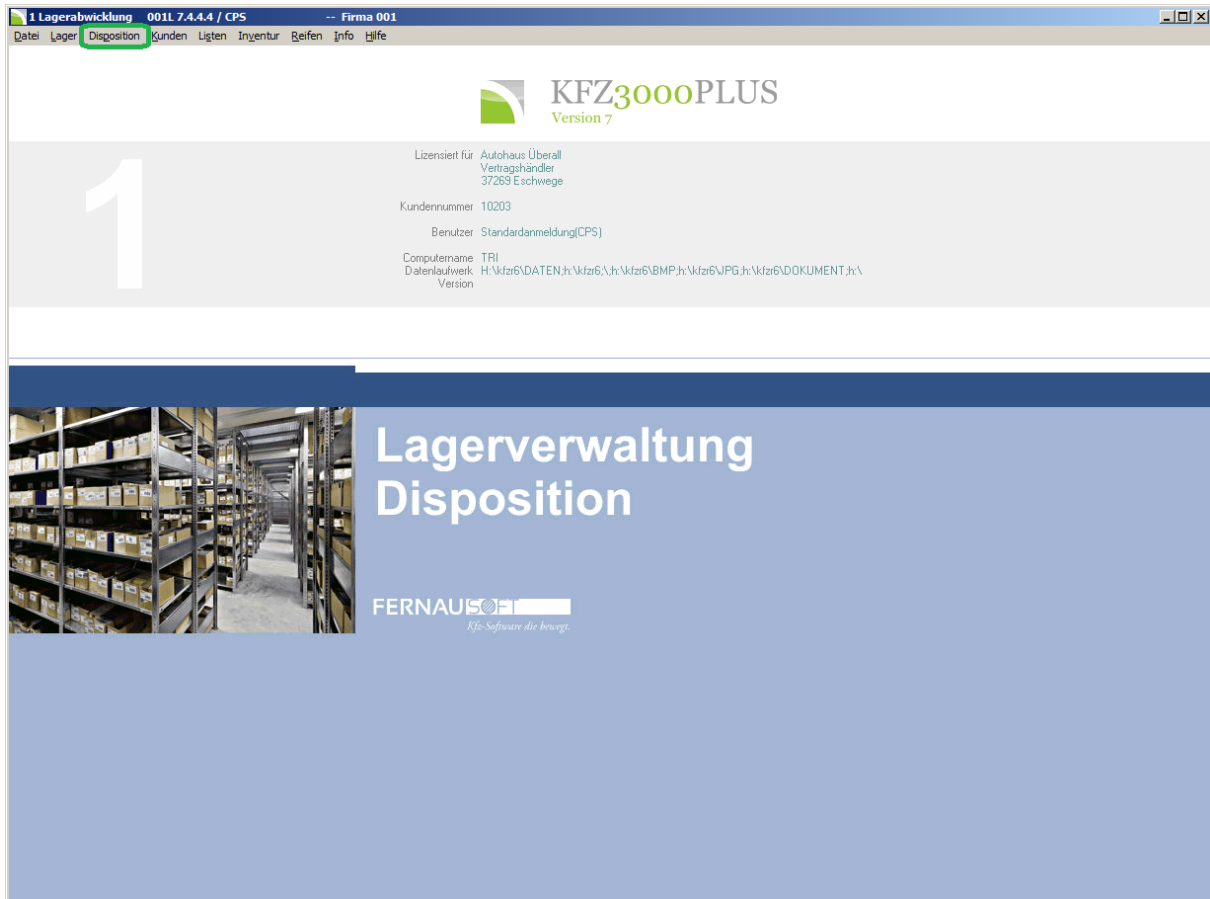 1 Lagerabwicklung 001L 7.4.4.4 / CPS -- Firma 001
Datei Lager Disposition Kunden Listen Inventur Reifen Info Hilfe
KFZ3000PLUS
Version 7
1
Lizensiert für Autohaus Überall
Vertragshändler
37269 Eschwege
Kundennummer 10203
Benutzer Standardanmeldung(CPS)
Computername TRI
Datenlaufwerk H:\kfzr6\DATEN;h:\kfzr6;\;h:\kfzr6\BMP;h:\kfzr6\JPG;h:\kfzr6\DOKUMENT;h:\
Version
Lagerverwaltung
Disposition
FERNAUSOFT
Kfz-Software die bewegt.